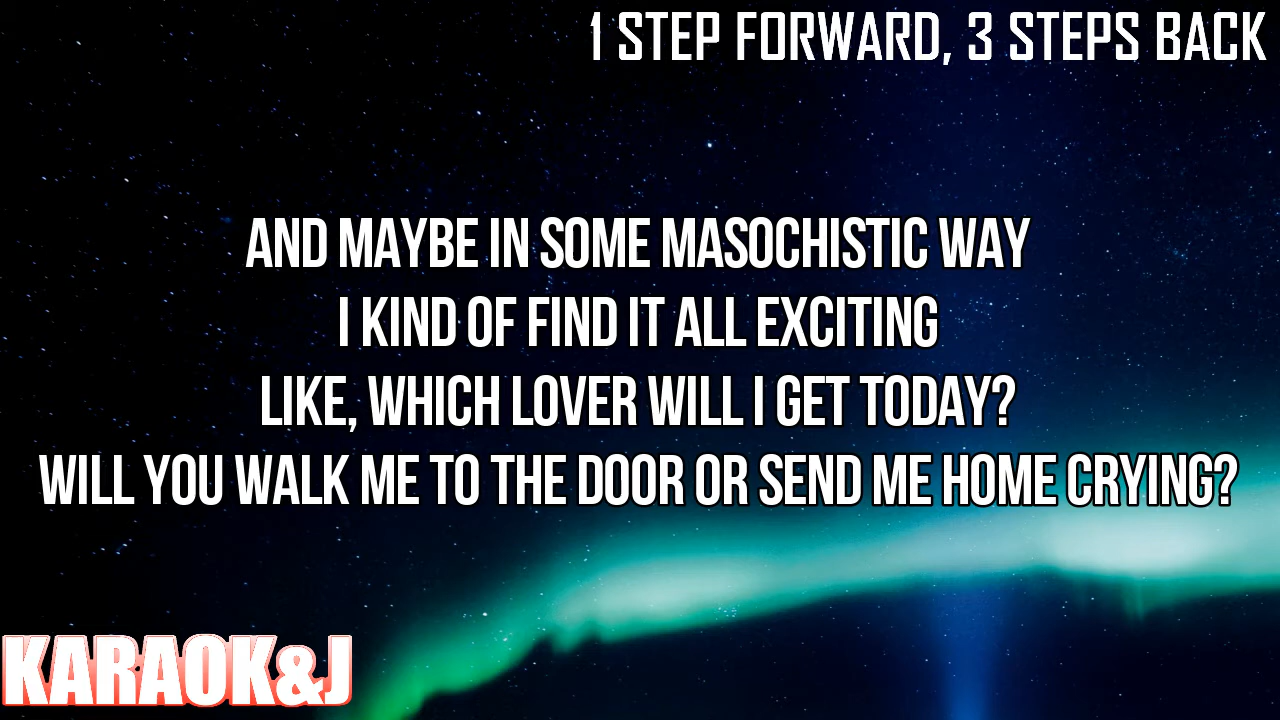 1 STEP FORWARD, 3 STEPS BACK
AND MAYBE IN SOME MASOCHISTIC WAY
I KIND OF FIND IT ALL EXCITING
LIKE, WHICH LOVER WILL I GET TODAY?
WILL YOU WALK ME TO THE DOOR OR SEND ME HOME CRYING?
KARAOK&J